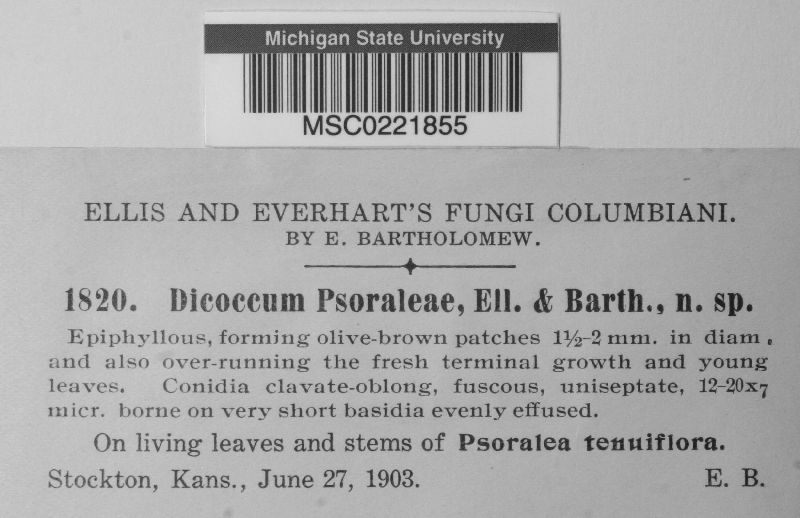 Michigan State University
MSC0221855
ELLIS AND EVERHART'S FUNGI COLUMBIANI.
BY E. BARTHOLOMEW.
1820. Dicoccum Psoraleae, Ell. & Barth., n. sp.
Epiphyllous, forming olive-brown patches 1½-2 mm. in diam.
and also over-running the fresh terminal growth and young
leaves. Conidia clavate-oblong, fuscous, uniseptate, 12-20x7
micr. borne on very short basidia evenly effused.
On living leaves and stems of Psoralea tenuiflora.
Stockton, Kans., June 27, 1903. E. B.